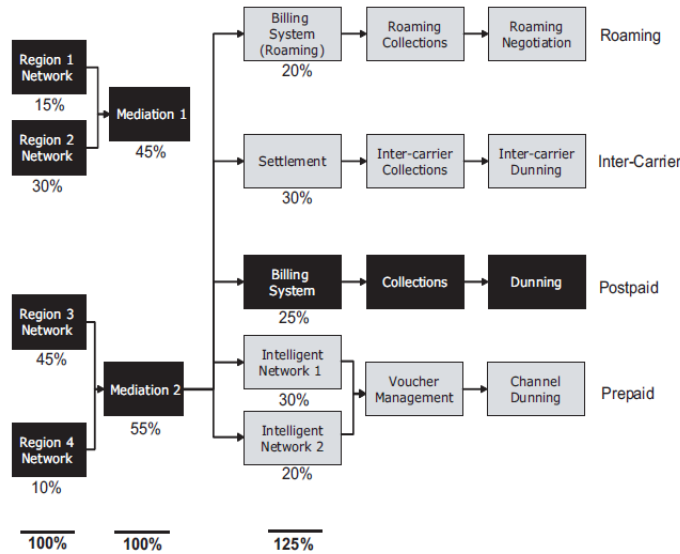 Billing
System
(Roaming)
20%
Roaming
Collections
Roaming
Negotiation
Roaming
Region 1
Network
15%
Mediation 1
45%
Region 2
Network
30%
Settlement
30%
Inter-carrier
Collections
Inter-carrier
Dunning
Inter-Carrier
Billing
System
25%
Collections
Dunning
Postpaid
Region 3
Network
45%
Mediation 2
55%
Region 4
Network
10%
Intelligent
Network 1
30%
Intelligent
Network 2
20%
Voucher
Management
Channel
Dunning
Prepaid
100%
100%
125%